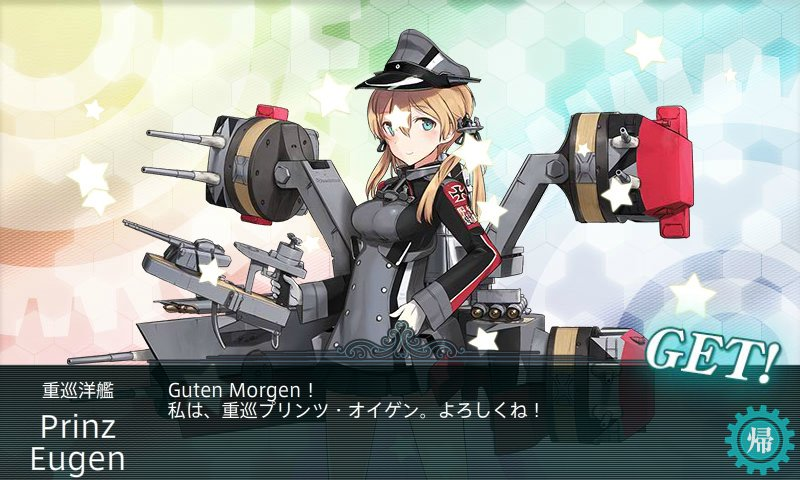 GET!
重巡洋艦
Prinz
Eugen
Guten Morgen！
私は、重巡プリンツ・オイゲン。よろしくね！
帰